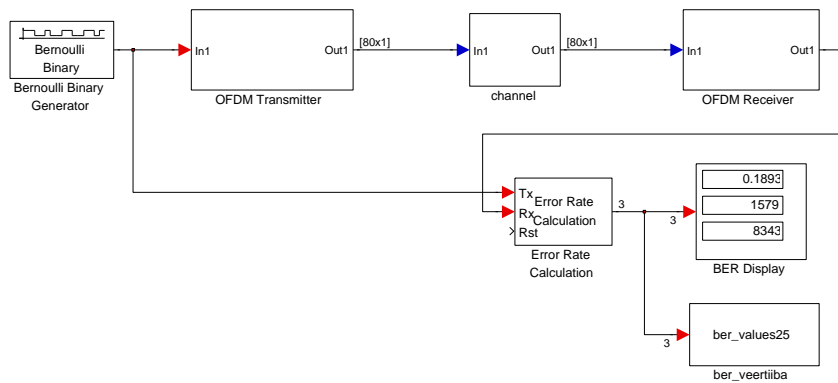 Bernoulli
Binary
Bernoulli Binary
Generator
In1
Out1
OFDM Transmitter
[80x1]
In1
Out1
channel
[80x1]
In1
Out1
OFDM Receiver
Tx
Rx
Rst
Error Rate
Calculation
Error Rate
Calculation
3
3
0.1893
1579
8343
BER Display
3
ber_values25
ber_veertiiba